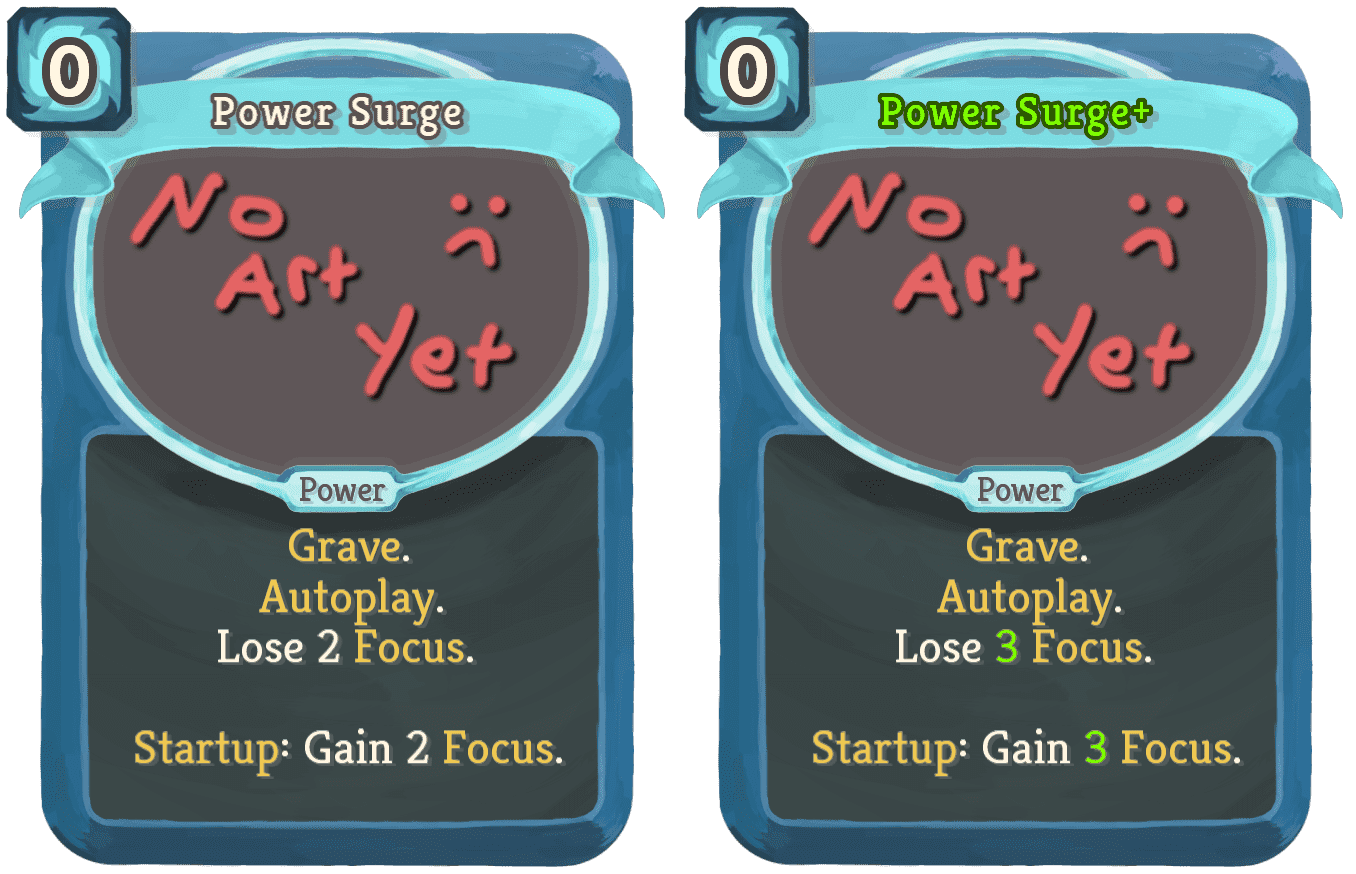 0
Power Surge
No
Art
Yet
:(
Power
Grave.
Autoplay.
Lose 2 Focus.
Startup: Gain 2 Focus.
0
Power Surge+
No
Art
Yet
:(
Power
Grave.
Autoplay.
Lose 3 Focus.
Startup: Gain 3 Focus.